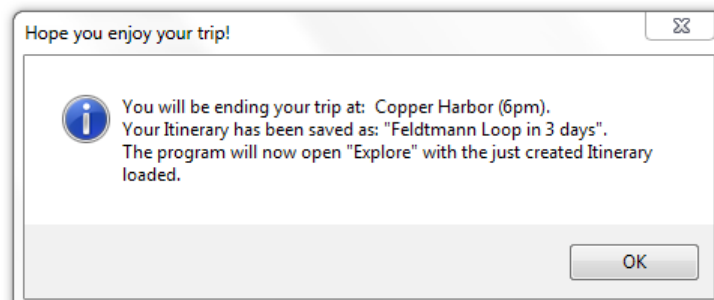 Hope you enjoy your trip!
You will be ending your trip at:  Copper Harbor (6pm).
Your Itinerary has been saved as: "Feldtmann Loop in 3 days".
The program will now open "Explore" with the just created Itinerary
loaded.
OK